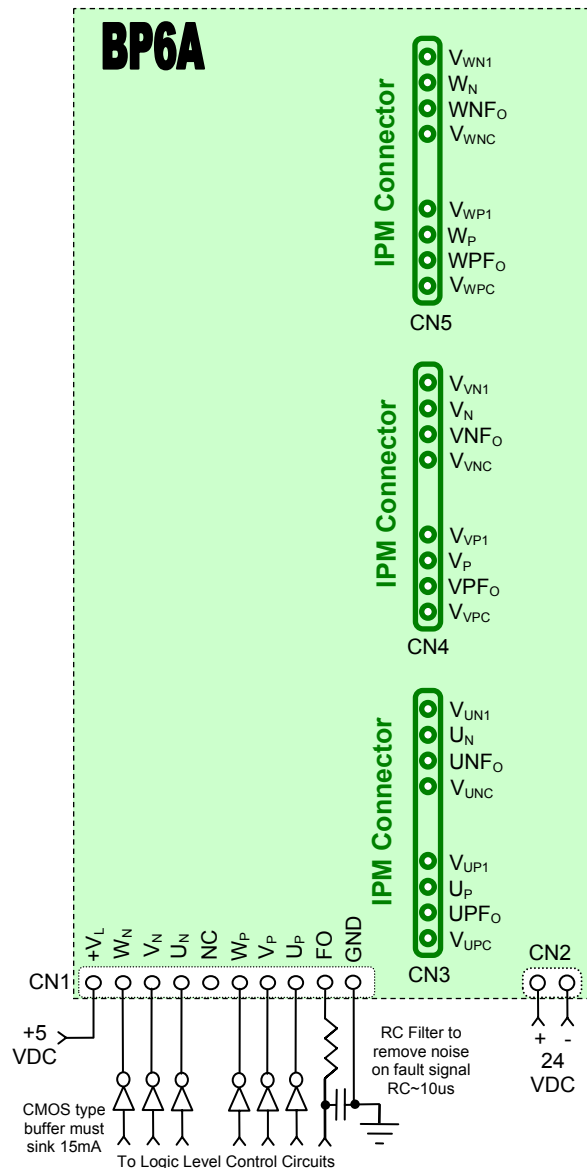 BP6A
IPM Connector
VWN1
WN
WNFO
VWNC
VWP1
WP
WPFO
VWPC
CN5
IPM Connector
VVN1
VN
VNFO
VVNC
VVP1
VP
VPFO
VVPC
CN4
IPM Connector
VUN1
UN
UNFO
VUNC
VUP1
UP
UPFO
VUPC
CN3
+VL
WN
VN
UN
NC
WP
VP
UP
FO
GND
CN1
CN2
+ -
24
VDC
+5
VDC
RC Filter to
remove noise
on fault signal
RC~10us
CMOS type
buffer must
sink 15mA
To Logic Level Control Circuits